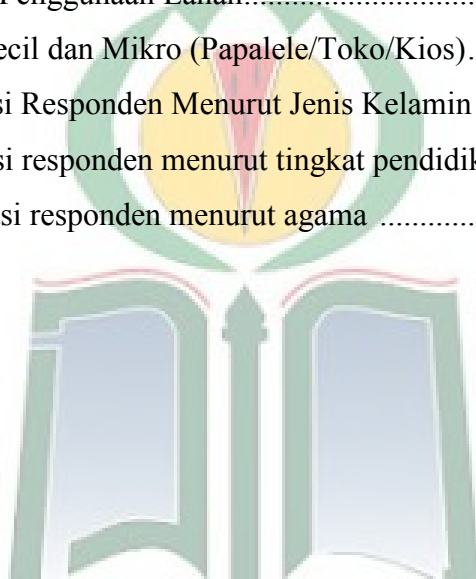 Penggunaan Lahan............................
ecil dan Mikro (Papalele/Toko/Kios).
si Responden Menurut Jenis Kelamin
si responden menurut tingkat pendidik
si responden menurut agama ............